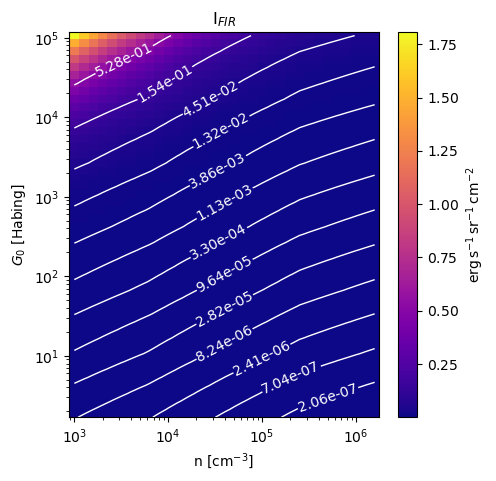 I_{FIR}
10^5
10^4
10^3
10^2
10^1
G_0 [Habing]
5.28e-01
1.54e-01
4.51e-02
1.32e-02
3.86e-03
1.13e-03
3.30e-04
9.64e-05
2.82e-05
8.24e-06
2.41e-06
7.04e-07
2.06e-07
10^3
10^4
10^5
10^6
n [cm^{-3}]
1.75
1.50
1.25
1.00
0.75
0.50
0.25
erg s^{-1} sr^{-1} cm^{-2}